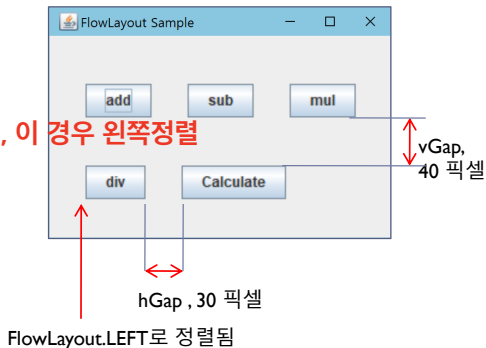 FlowLayout Sample
add sub mul
, 이 경우 왼쪽정렬
vGap,
40 픽셀
div Calculate
hGap , 30 픽셀
FlowLayout.LEFT로 정렬됨